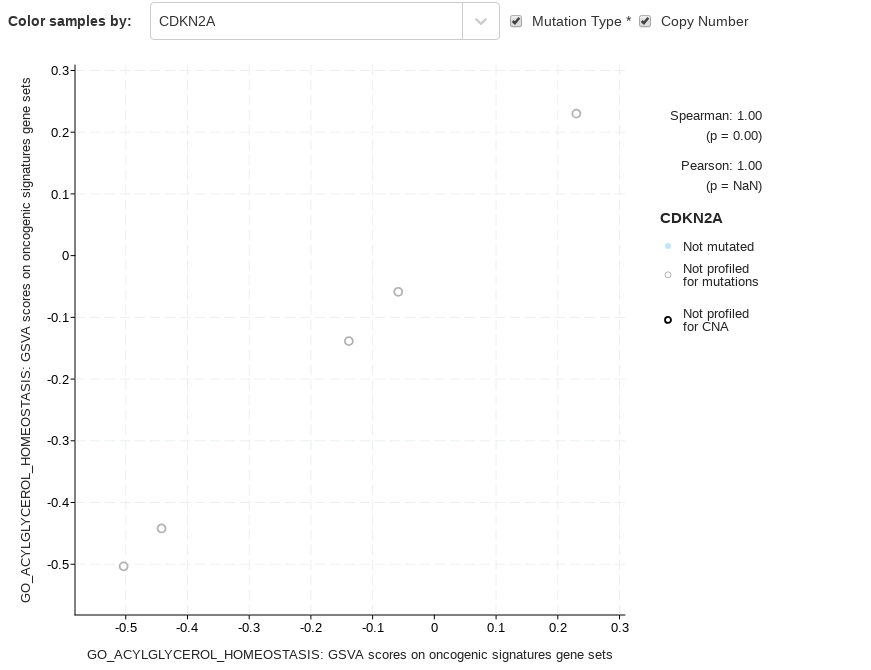 Color samples by:
CDKN2A
Mutation Type *
Copy Number
GO_ACYLGLYCEROL_HOMEOSTASIS: GSVA scores on oncogenic signatures gene sets
0.3
0.2
0.1
0
-0.1
-0.2
-0.3
-0.4
-0.5
-0.5
-0.4
-0.3
-0.2
-0.1
0
0.1
0.2
0.3
GO_ACYLGLYCEROL_HOMEOSTASIS: GSVA scores on oncogenic signatures gene sets
Spearman: 1.00
(p = 0.00)
Pearson: 1.00
(p = NaN)
CDKN2A
Not mutated
Not profiled
for mutations
Not profiled
for CNA